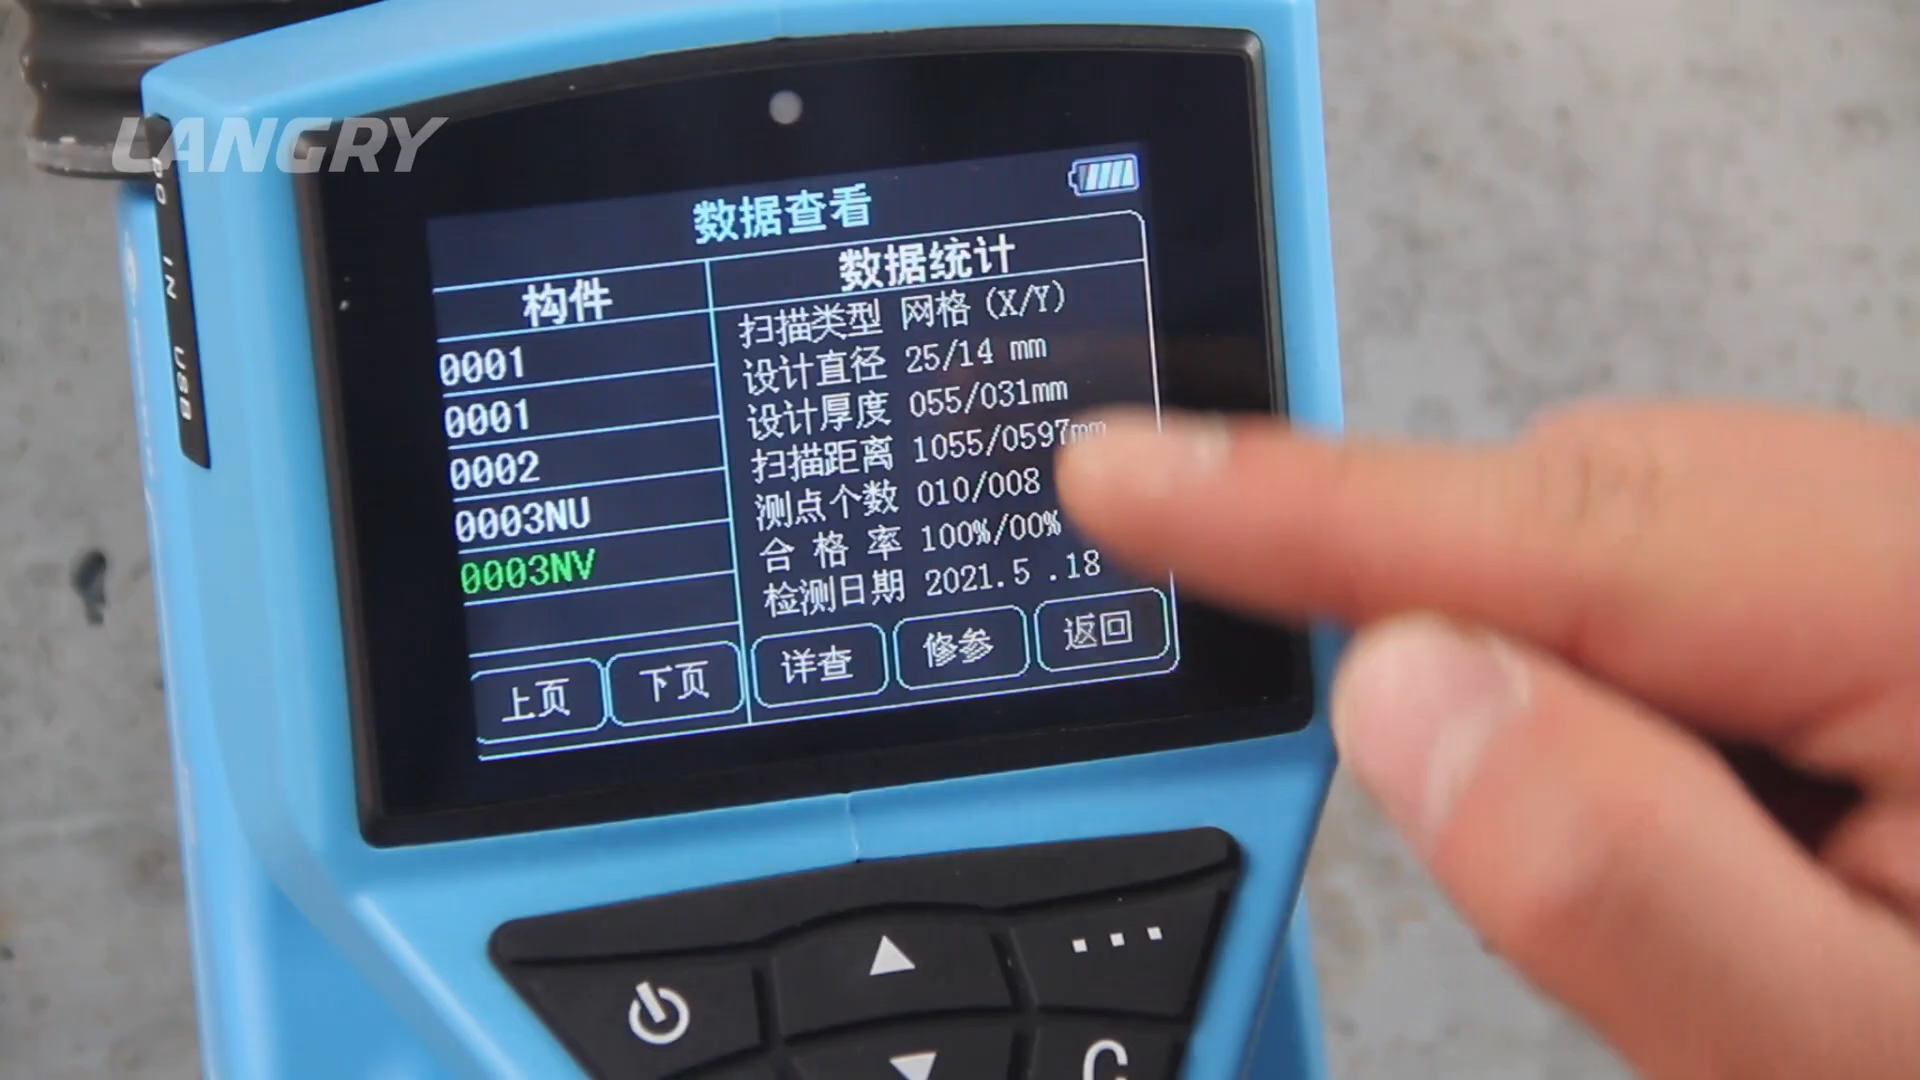 LANGRY
DC IN USB
数据查看
构件
0001
0001
0002
0003NU
0003NV
上页
下页
数据统计
扫描类型 网格(X/Y)
设计直径 25/14 mm
设计厚度 055/031mm
扫描距离 1055/0597mm
测点个数 010/008
合 格 率 100%/00%
检测日期 2021.5 .18
详查
修参
返回
C